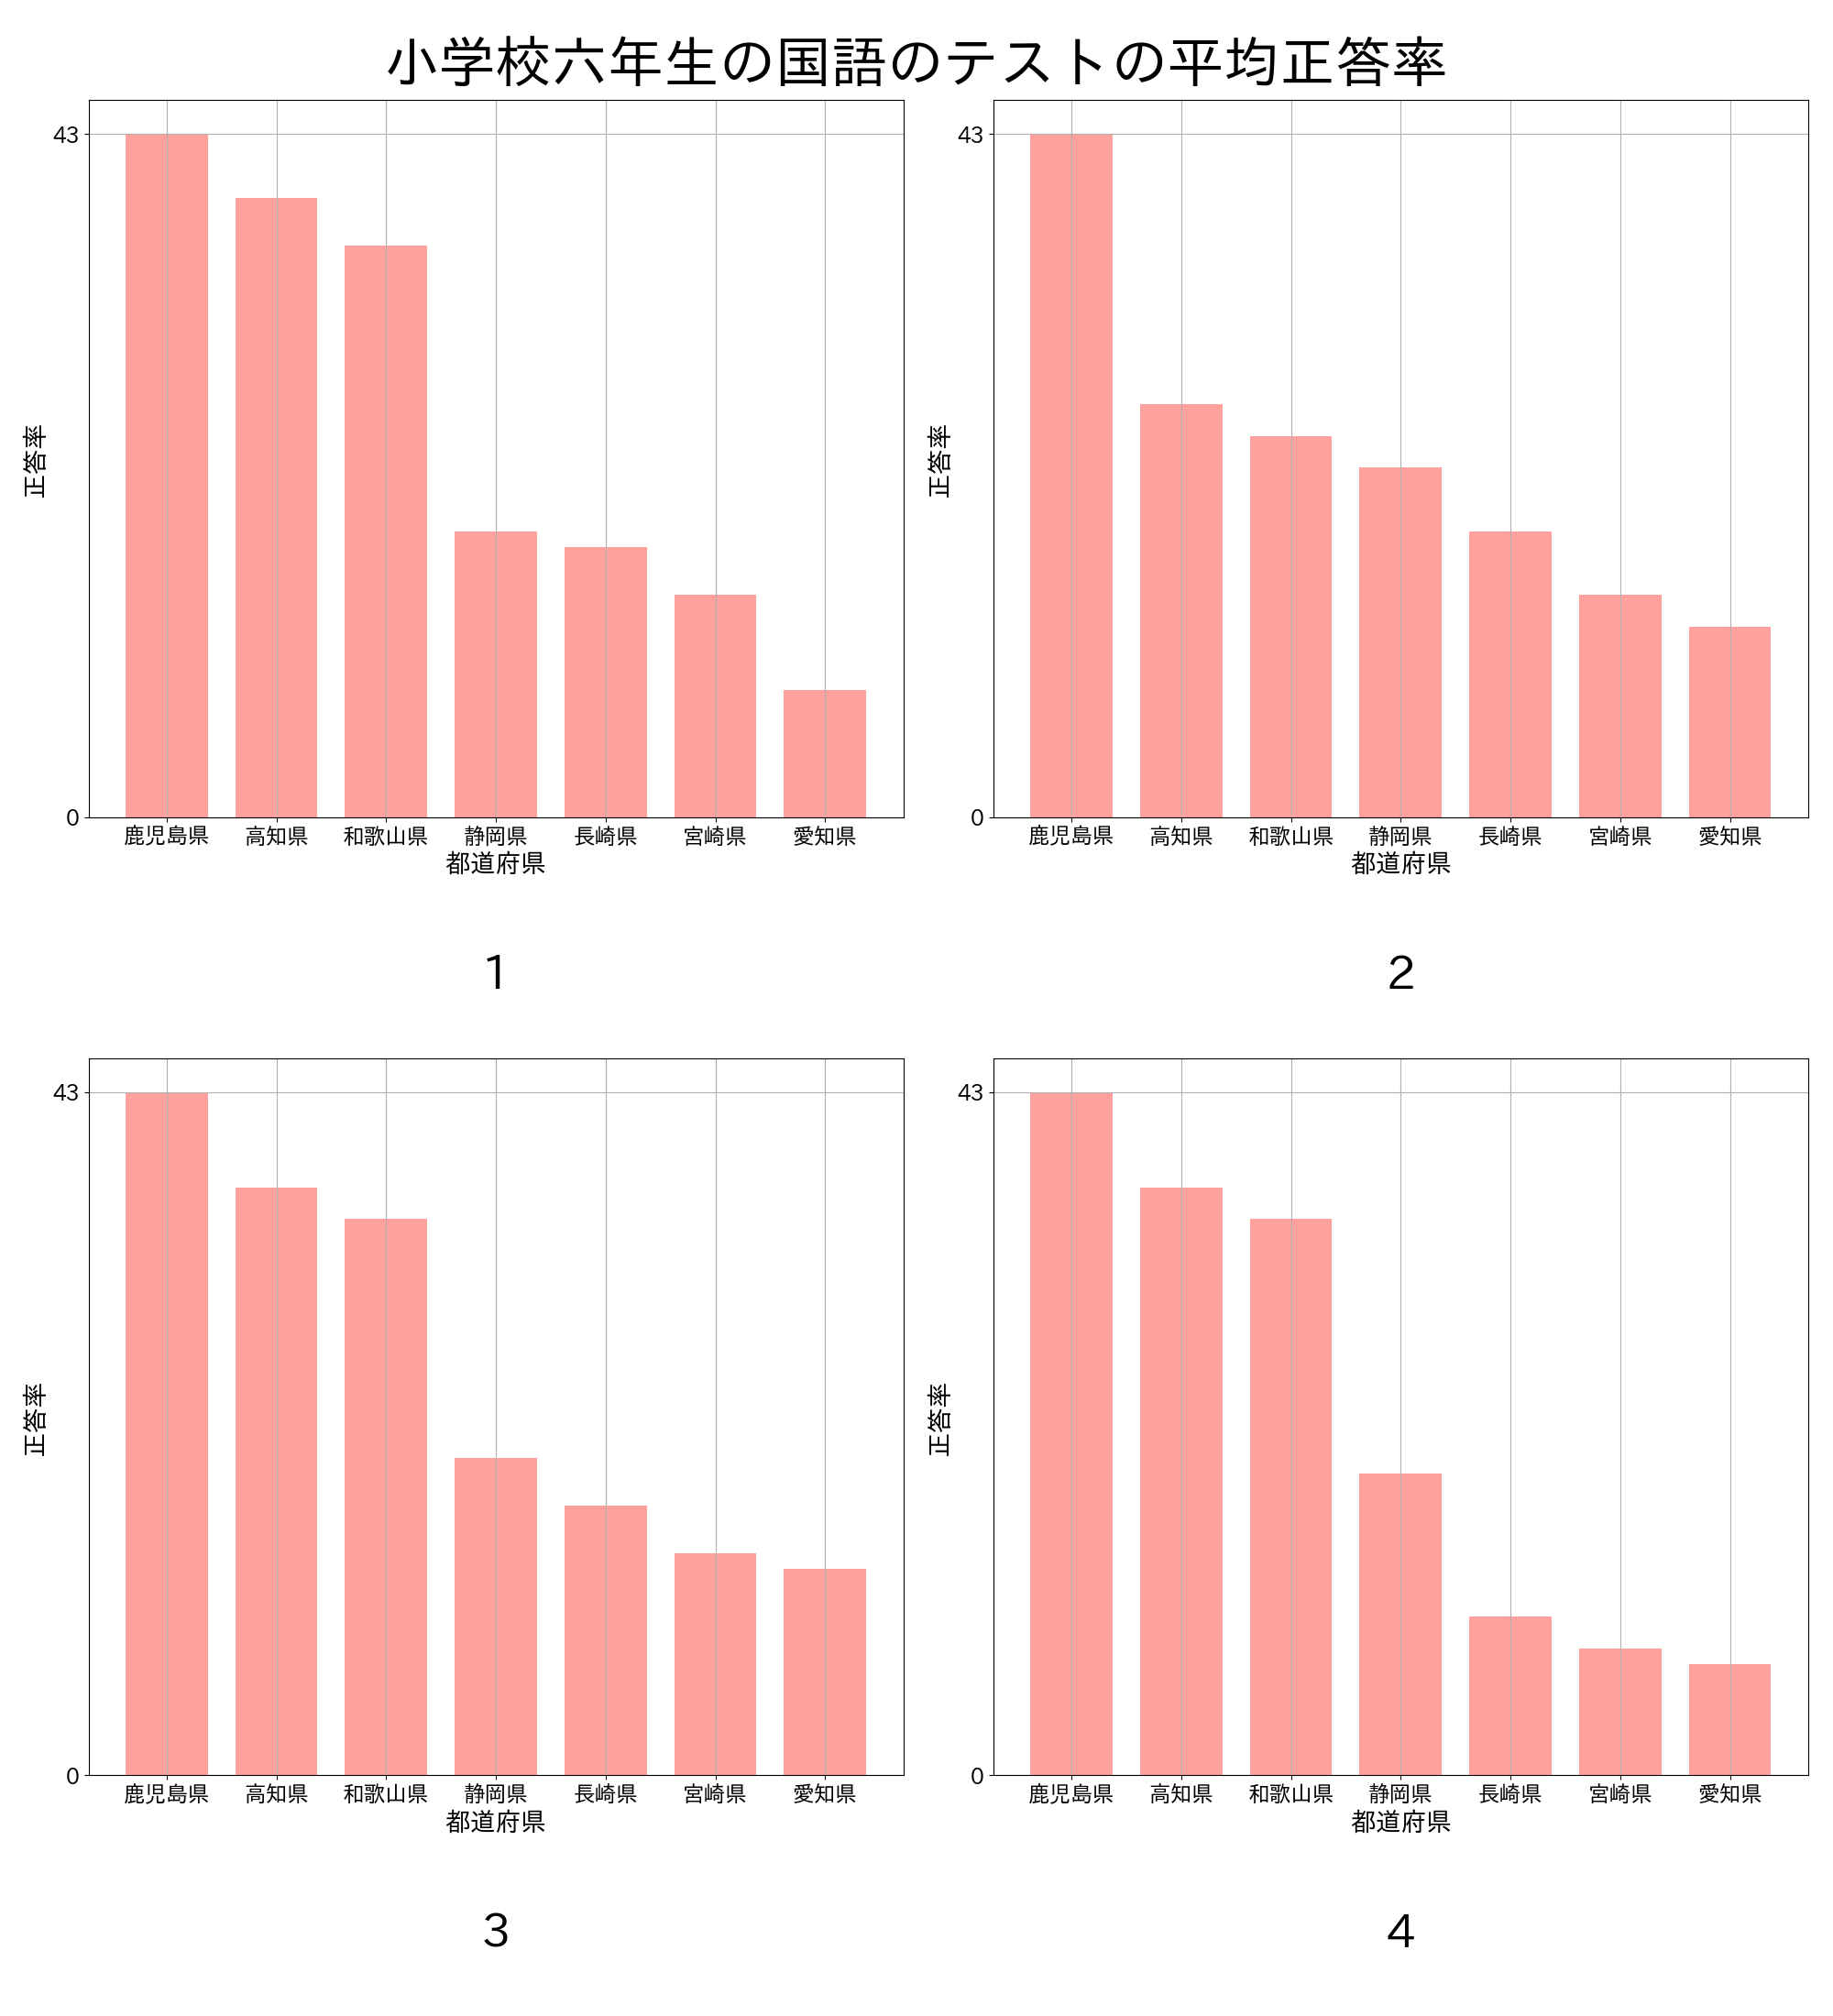 小学校六年生の国語のテストの平均正答率
43
0
正答率
鹿児島県 高知県 和歌山県 静岡県 長崎県 宮崎県 愛知県
都道府県
1
43
0
正答率
鹿児島県 高知県 和歌山県 静岡県 長崎県 宮崎県 愛知県
都道府県
2
43
0
正答率
鹿児島県 高知県 和歌山県 静岡県 長崎県 宮崎県 愛知県
都道府県
3
43
0
正答率
鹿児島県 高知県 和歌山県 静岡県 長崎県 宮崎県 愛知県
都道府県
4